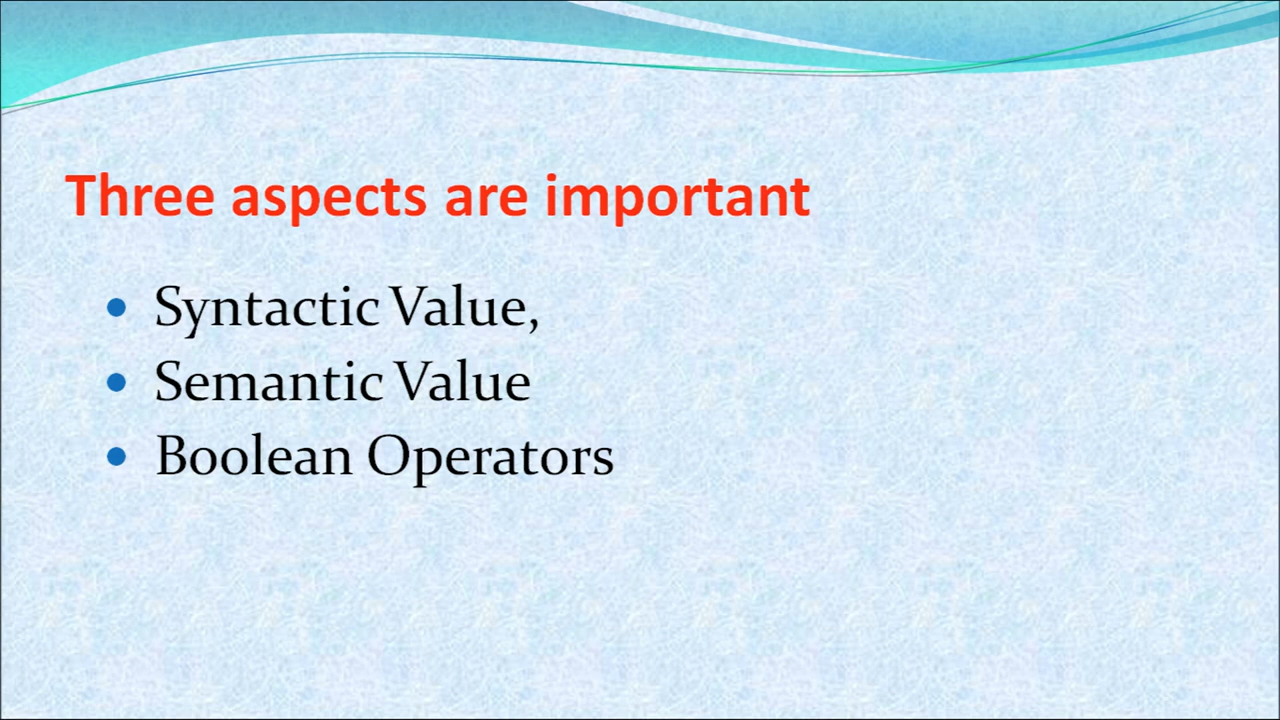 Three aspects are important
• Syntactic Value,
• Semantic Value
• Boolean Operators